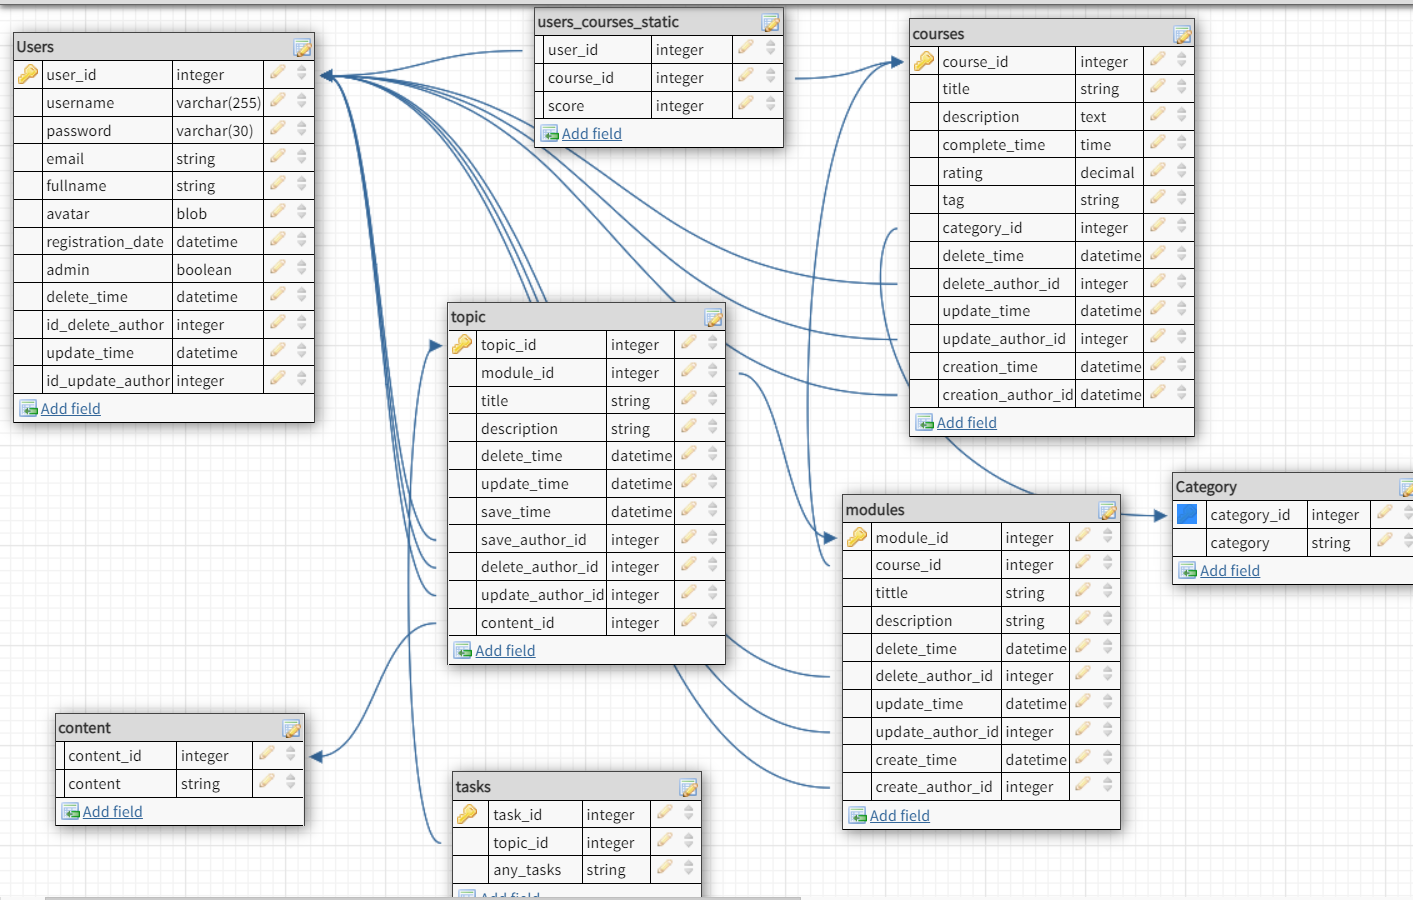 Users
user_id integer
username varchar(255)
password varchar(30)
email string
fullname string
avatar blob
registration_date datetime
admin boolean
delete_time datetime
id_delete_author integer
update_time datetime
id_update_author integer
Add field
users_courses_static
user_id integer
course_id integer
score integer
Add field
courses
course_id integer
title string
description text
complete_time time
rating decimal
tag string
category_id integer
delete_time datetime
delete_author_id integer
update_time datetime
update_author_id integer
creation_time datetime
creation_author_id datetime
Add field
topic
topic_id integer
module_id integer
title string
description string
delete_time datetime
update_time datetime
save_time datetime
save_author_id integer
delete_author_id integer
update_author_id integer
content_id integer
Add field
modules
module_id integer
course_id integer
tittle string
description string
delete_time datetime
delete_author_id integer
update_time datetime
update_author_id integer
create_time datetime
create_author_id integer
Add field
Category
category_id integer
category string
Add field
content
content_id integer
content string
Add field
tasks
task_id integer
topic_id integer
any_tasks string
Add field